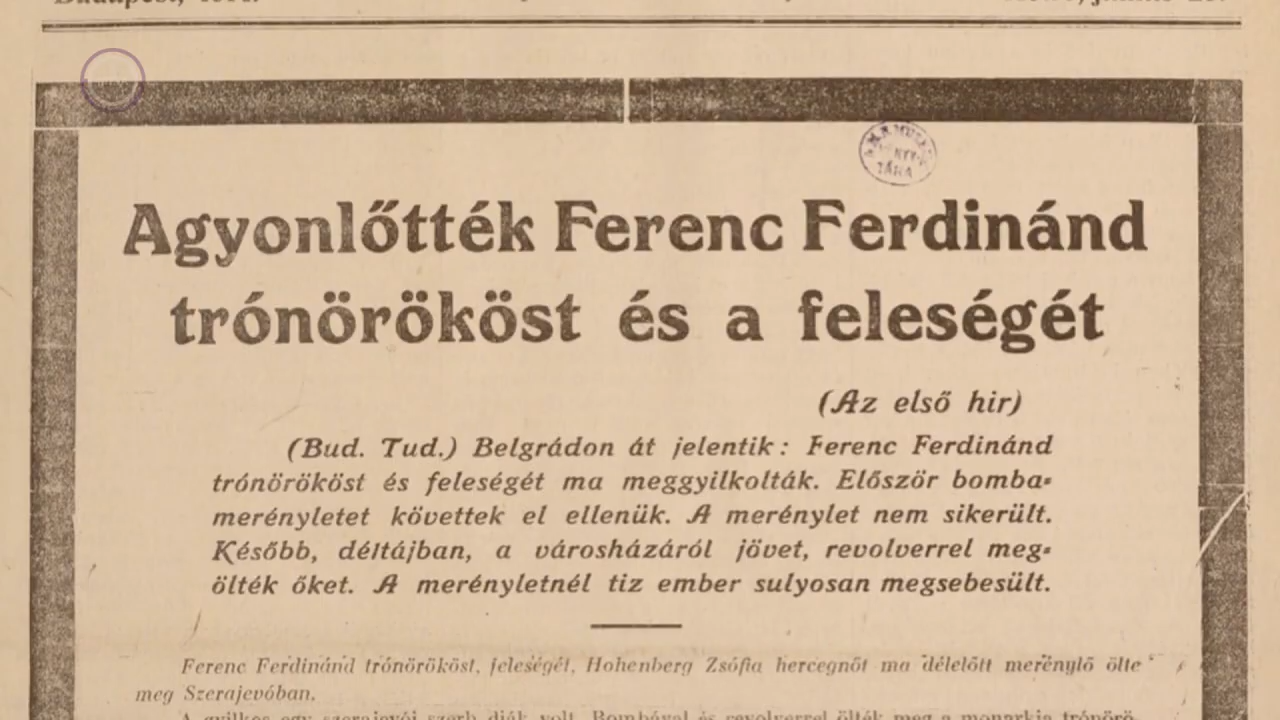 Budapest,
Agyonlőtték Ferenc Ferdinánd
trónörököst és a feleségét
(Az első hir)
(Bud. Tud.) Belgrádon át jelentik: Ferenc Ferdinánd
trónörököst és feleségét ma meggyilkolták. Először bomba-
merényletet követtek el ellenük. A merénylet nem sikerült.
Később, déltájban, a városházáról jövet, revolverrel meg-
ölték őket. A merényletnél tiz ember sulyosan megsebesült.
Ferenc Ferdinánd trónörököst, feleségét, Hohenberg Zsófia hercegnőt ma délelőtt merénylő ölte
meg Szerajevóban.
A gyilkos egy szerajevói szerb diák volt. Bombával és revolverrel ölték meg a monarkia trónörö